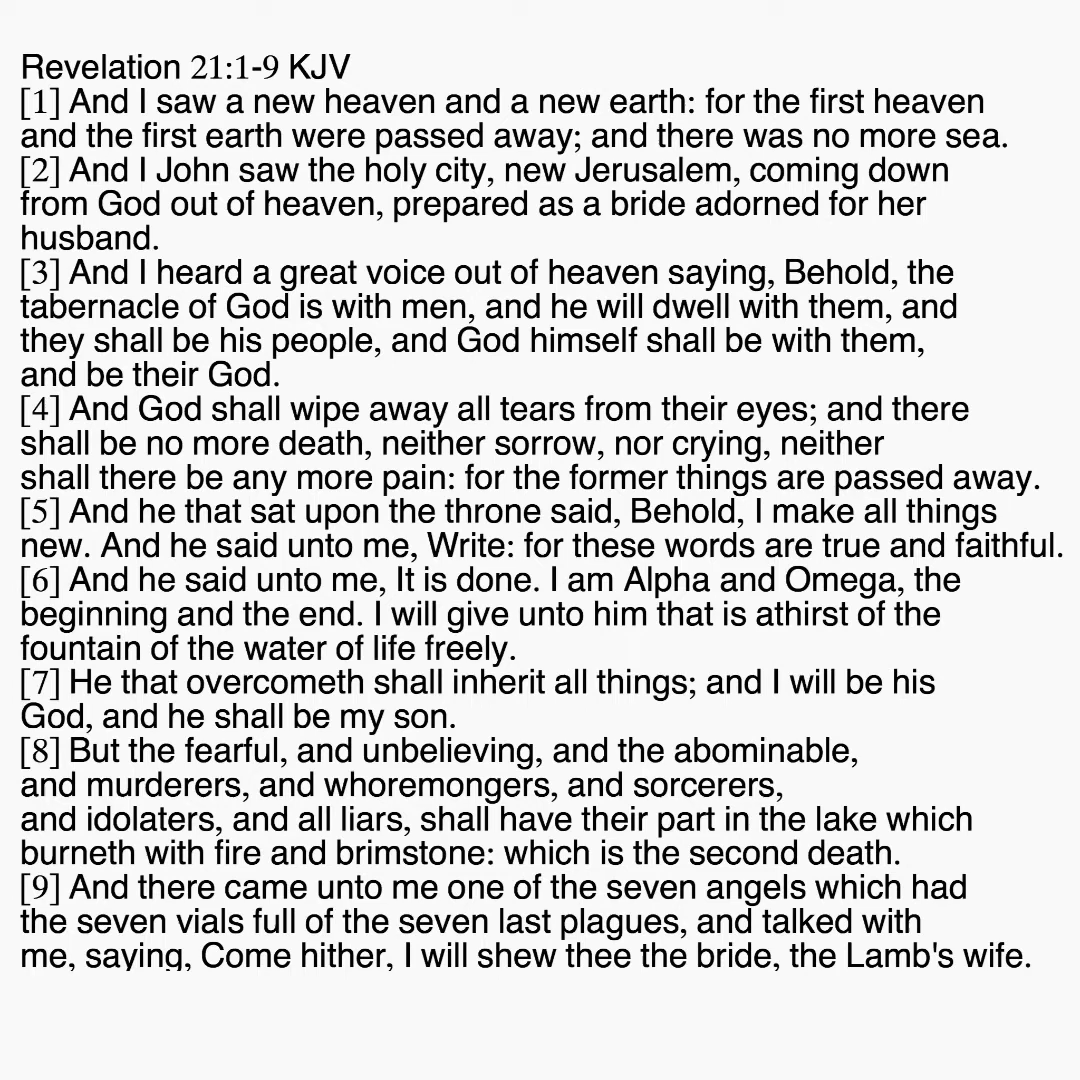 Revelation 21:1-9 KJV
[1] And I saw a new heaven and a new earth: for the first heaven
and the first earth were passed away; and there was no more sea.
[2] And I John saw the holy city, new Jerusalem, coming down
from God out of heaven, prepared as a bride adorned for her
husband.
[3] And I heard a great voice out of heaven saying, Behold, the
tabernacle of God is with men, and he will dwell with them, and
they shall be his people, and God himself shall be with them,
and be their God.
[4] And God shall wipe away all tears from their eyes; and there
shall be no more death, neither sorrow, nor crying, neither
shall there be any more pain: for the former things are passed away.
[5] And he that sat upon the throne said, Behold, I make all things
new. And he said unto me, Write: for these words are true and faithful.
[6] And he said unto me, It is done. I am Alpha and Omega, the
beginning and the end. I will give unto him that is athirst of the
fountain of the water of life freely.
[7] He that overcometh shall inherit all things; and I will be his
God, and he shall be my son.
[8] But the fearful, and unbelieving, and the abominable,
and murderers, and whoremongers, and sorcerers,
and idolaters, and all liars, shall have their part in the lake which
burneth with fire and brimstone: which is the second death.
[9] And there came unto me one of the seven angels which had
the seven vials full of the seven last plagues, and talked with
me, saying, Come hither, I will shew thee the bride, the Lamb's wife.